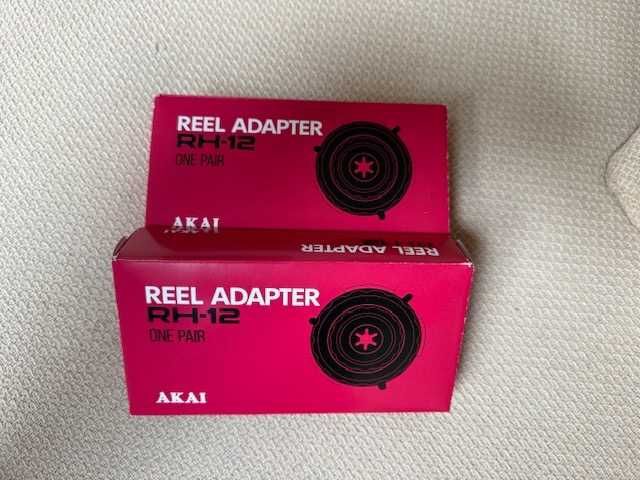 REEL ADAPTER
RH-12
ONE PAIR
AKAI
REEL ADAPTER
REEL ADAPTER
RH-12
ONE PAIR
AKAI